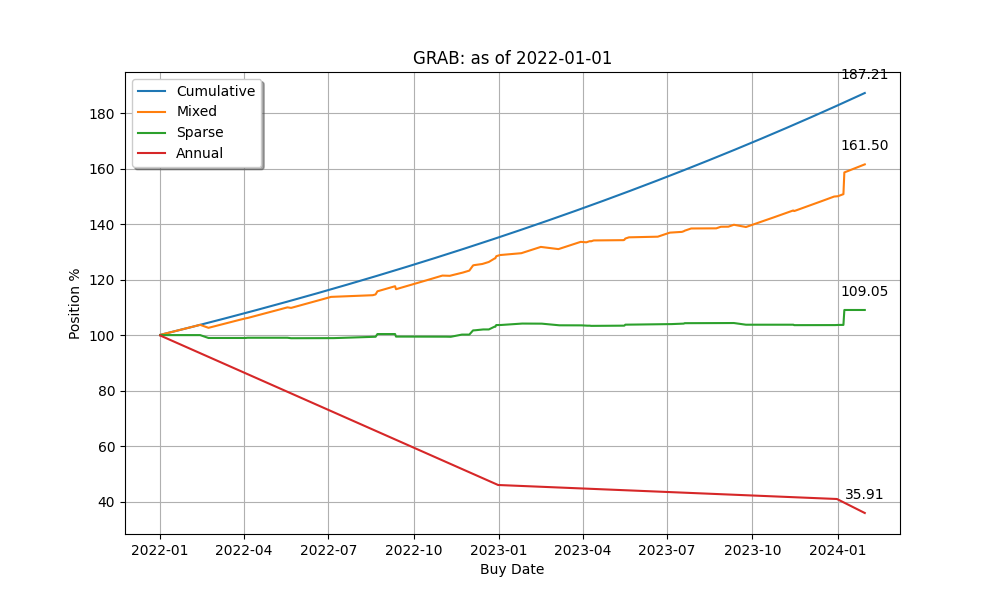 GRAB: as of 2022-01-01
Cumulative
Mixed
Sparse
Annual
187.21
161.50
109.05
35.91
180
160
140
120
100
80
60
40
Position %
2022-01 2022-04 2022-07 2022-10 2023-01 2023-04 2023-07 2023-10 2024-01
Buy Date